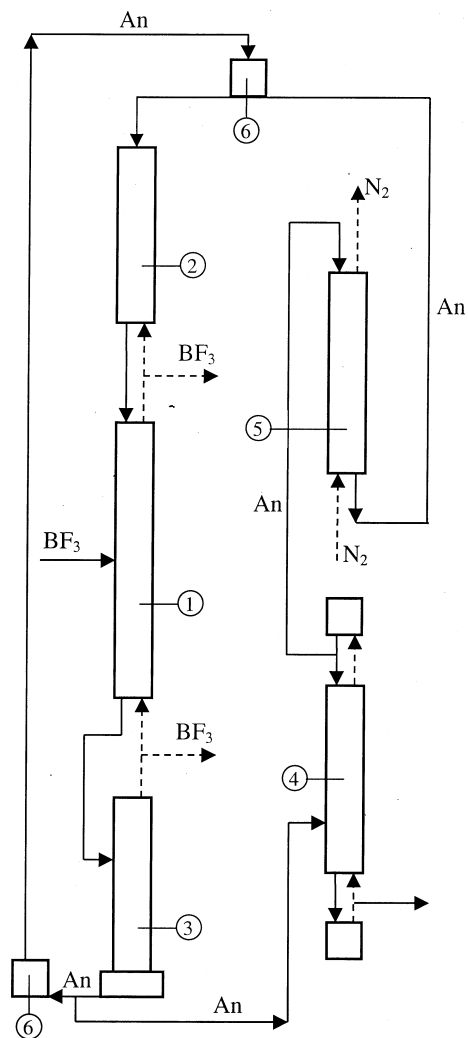 An
⑥
N₂
②
An
BF₃
⑤
An
BF₃
N₂
①
BF₃
④
③
An
An
⑥